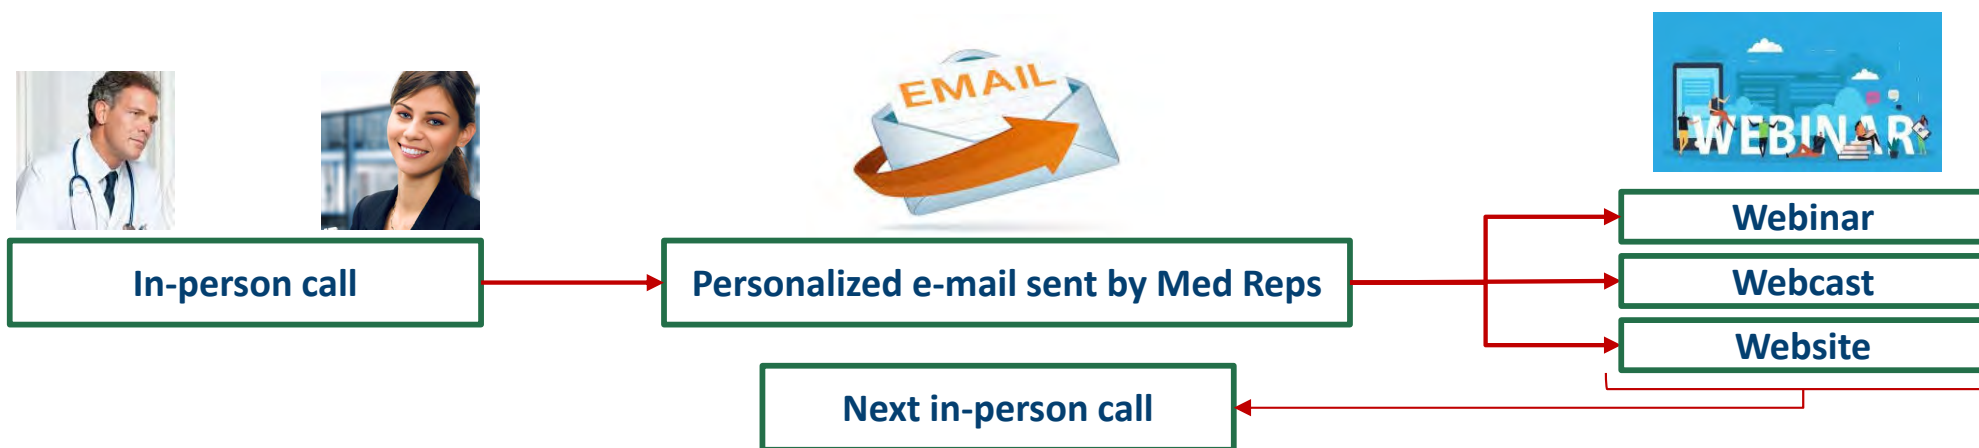 EMAIL
WEBINAR
In-person call
Personalized e-mail sent by Med Reps
Webinar
Webcast
Website
Next in-person call